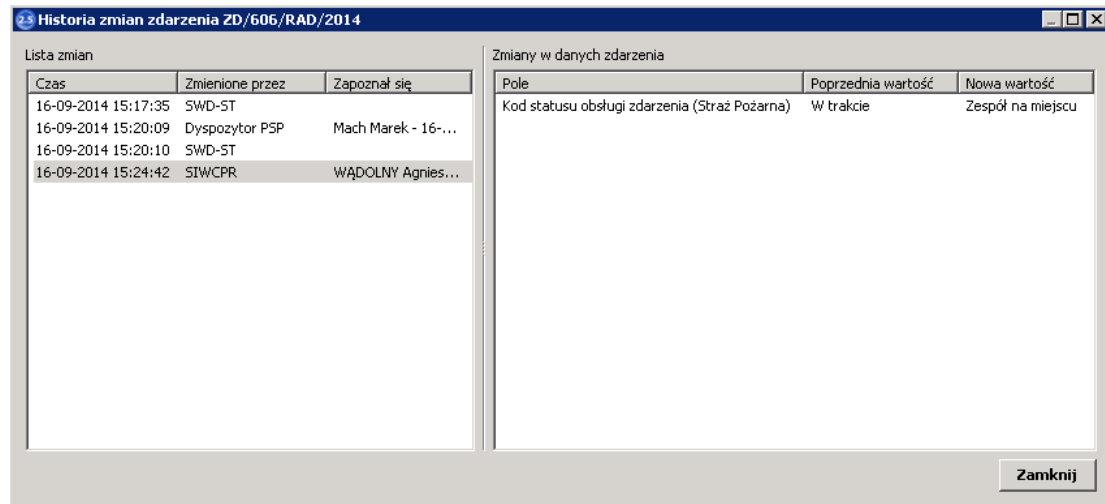 2.5 Historia zmian zdarzenia ZD/606/RAD/2014
Lista zmian
Czas Zmienione przez Zapoznał się
16-09-2014 15:17:35 SWD-ST
16-09-2014 15:20:09 Dyspozytor PSP Mach Marek - 16-...
16-09-2014 15:20:10 SWD-ST
16-09-2014 15:24:42 SIWCPR WĄDOLNY Agnies...
Zmiany w danych zdarzenia
Pole Poprzednia wartość Nowa wartość
Kod statusu obsługi zdarzenia (Straż Pożarna) W trakcie Zespół na miejscu
Zamknij